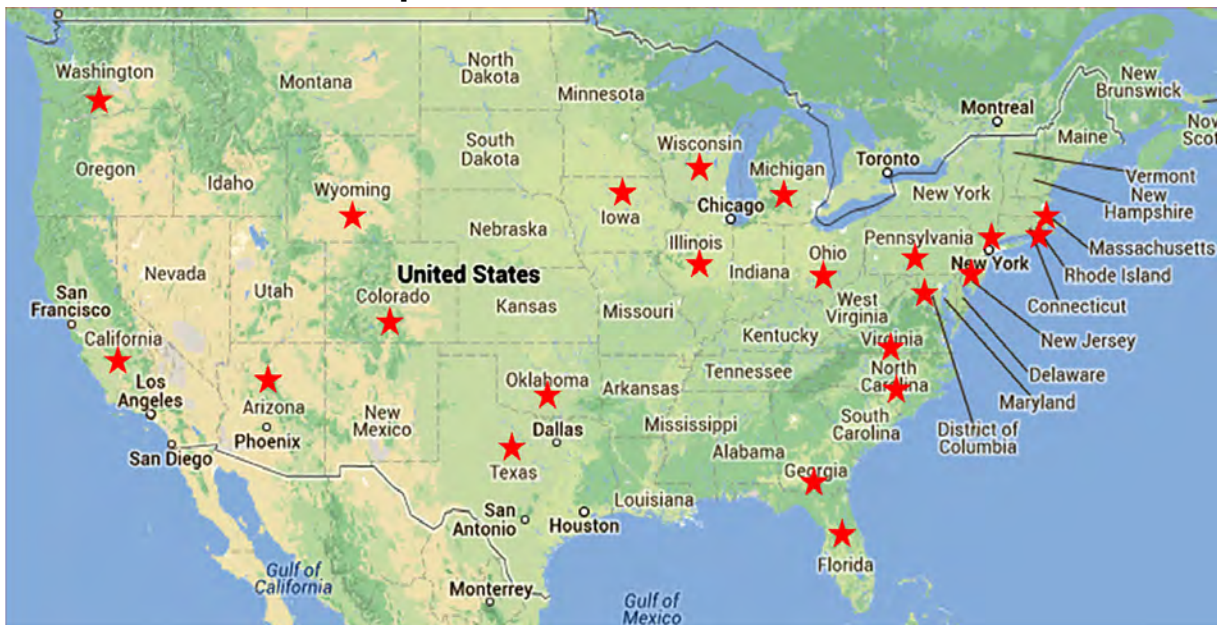 Washington
Montana
North
Dakota
Minnesota
Montreal
New
Brunswick
Nov
Scot
Maine
Oregon
Idaho
Wyoming
South
Dakota
Wisconsin
Michigan
Toronto
Vermont
New York
New
Hampshire
Iowa
Chicago
Nebraska
Illinois
Indiana
Ohio
Pennsylvania
New York
Massachusetts
Rhode Island
Connecticut
Nevada
Utah
United States
Colorado
Kansas
Missouri
West
Virginia
Kentucky
Virginia
New Jersey
San
Francisco
California
Delaware
Maryland
Los
Angeles
Arizona
Phoenix
New
Mexico
Oklahoma
Arkansas
Tennessee
North
Carolina
South
Carolina
District of
Columbia
San Diego
Dallas
Texas
Mississippi
Alabama
Georgia
Louisiana
San
Antonio
Houston
Florida
Gulf of
California
Monterrey
Gulf of
Mexico